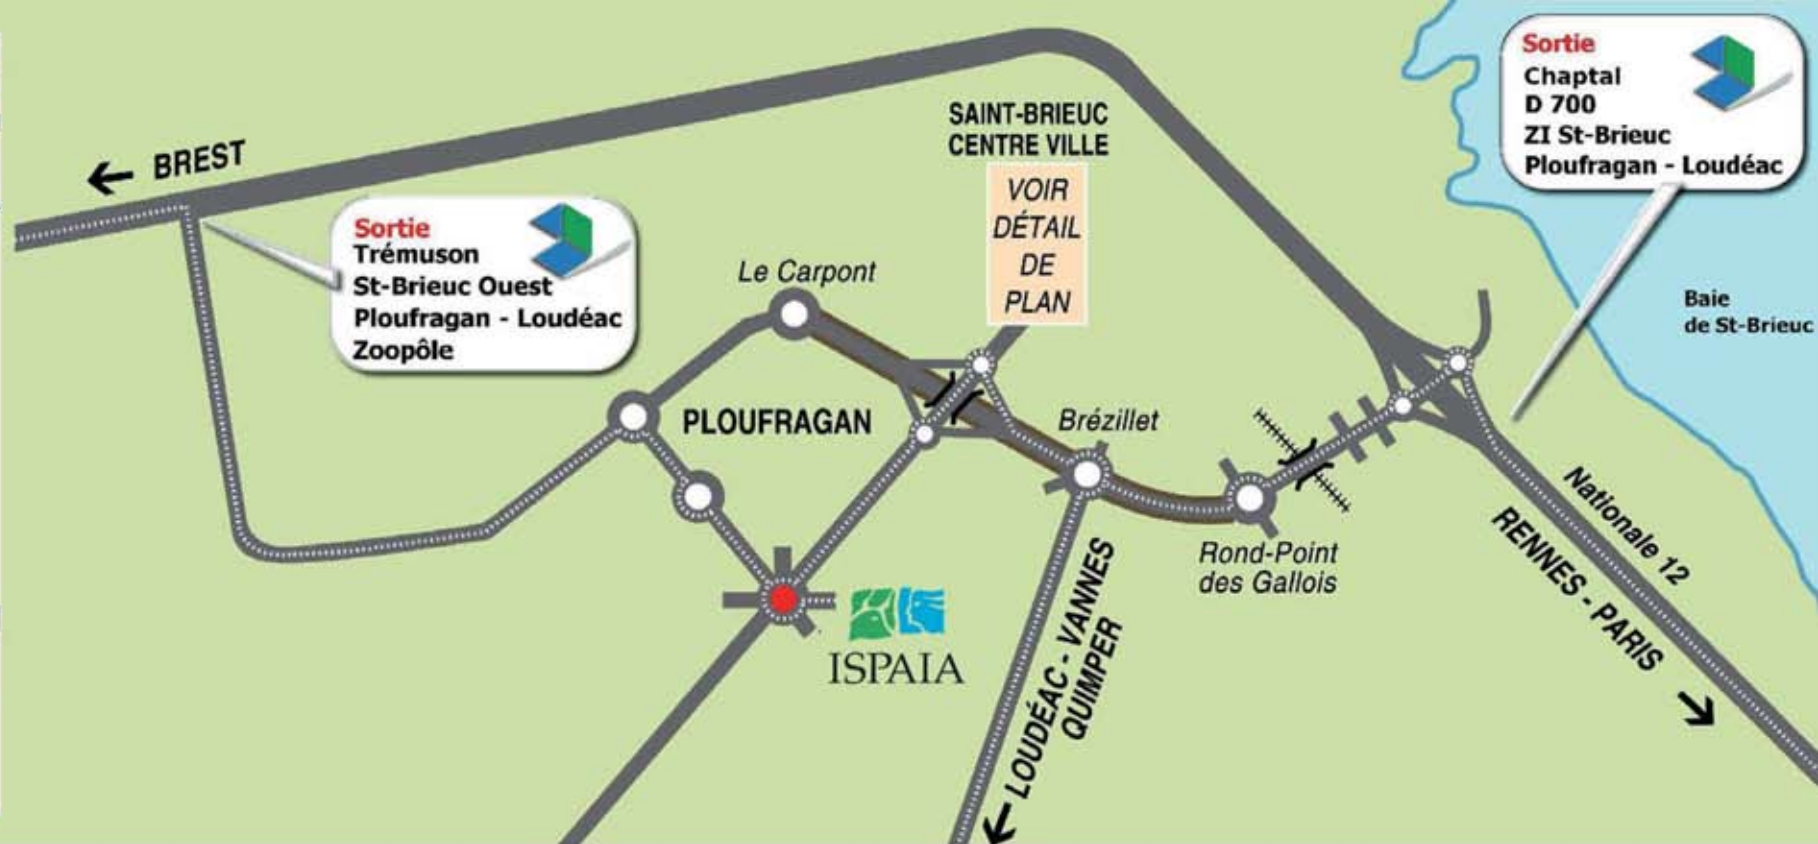 BREST
Sortie
Trémuson
St-Brieuc Ouest
Ploufragan - Loudéac
Zoopôle
SAINT-BRIEUC
CENTRE VILLE
VOIR
DÉTAIL
DE
PLAN
Sortie
Chaptal
D 700
ZI St-Brieuc
Ploufragan - Loudéac
Baie
de St-Brieuc
Le Carpont
PLOUFRAGAN
Brézillet
Rond-Point
des Gallois
Nationale 12
RENNES - PARIS
ISPAIA
LOUDÉAC - VANNES
QUIMPER